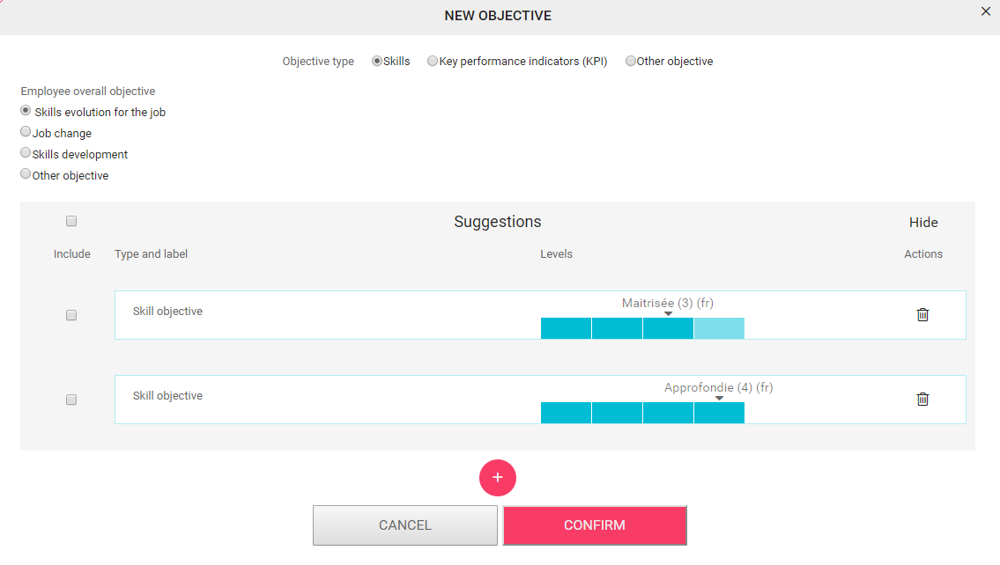 NEW OBJECTIVE
Objective type Skills Key performance indicators (KPI) Other objective
Employee overall objective
Skills evolution for the job
Job change
Skills development
Other objective
Suggestions Hide
Include Type and label Levels Actions
Maitrisée (3) (fr)
Skill objective
Approfondie (4) (fr)
Skill objective
+
CANCEL CONFIRM